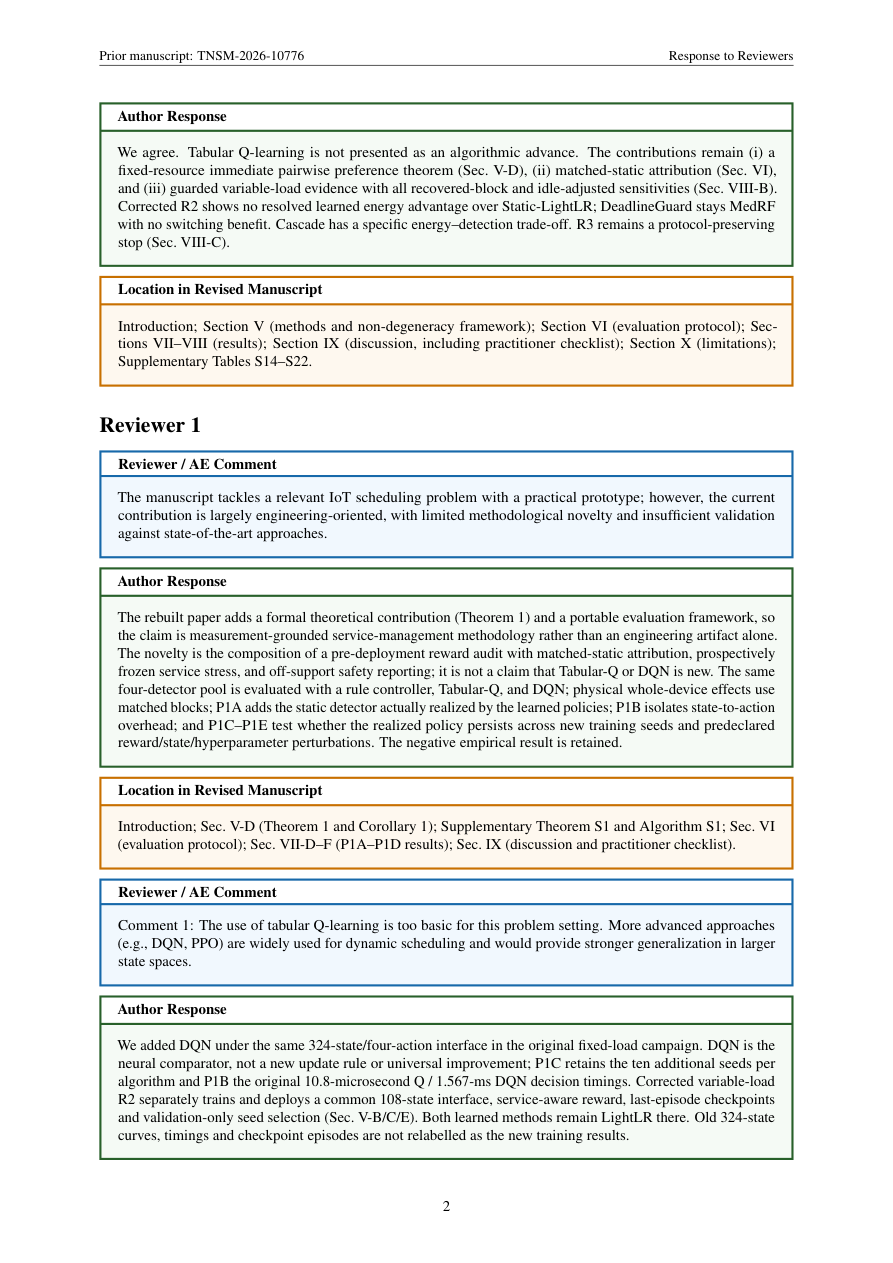 Prior manuscript: TNSM-2026-10776
Response to Reviewers
Author Response
We agree. Tabular Q-learning is not presented as an algorithmic advance. The contributions remain (i) a
fixed-resource immediate pairwise preference theorem (Sec. V-D), (ii) matched-static attribution (Sec. VI),
and (iii) guarded variable-load evidence with all recovered-block and idle-adjusted sensitivities (Sec. VIII-B).
Corrected R2 shows no resolved learned energy advantage over Static-LightLR; DeadlineGuard stays MedRF
with no switching benefit. Cascade has a specific energy–detection trade-off. R3 remains a protocol-preserving
stop (Sec. VIII-C).
Location in Revised Manuscript
Introduction; Section V (methods and non-degeneracy framework); Section VI (evaluation protocol); Sec-
tions VII–VIII (results); Section IX (discussion, including practitioner checklist); Section X (limitations);
Supplementary Tables S14–S22.
Reviewer 1
Reviewer / AE Comment
The manuscript tackles a relevant IoT scheduling problem with a practical prototype; however, the current
contribution is largely engineering-oriented, with limited methodological novelty and insufficient validation
against state-of-the-art approaches.
Author Response
The rebuilt paper adds a formal theoretical contribution (Theorem 1) and a portable evaluation framework, so
the claim is measurement-grounded service-management methodology rather than an engineering artifact alone.
The novelty is the composition of a pre-deployment reward audit with matched-static attribution, prospectively
frozen service stress, and off-support safety reporting; it is not a claim that Tabular-Q or DQN is new. The same
four-detector pool is evaluated with a rule controller, Tabular-Q, and DQN; physical whole-device effects use
matched blocks; P1A adds the static detector actually realized by the learned policies; P1B isolates state-to-action
overhead; and P1C–P1E test whether the realized policy persists across new training seeds and predeclared
reward/state/hyperparameter perturbations. The negative empirical result is retained.
Location in Revised Manuscript
Introduction; Sec. V-D (Theorem 1 and Corollary 1); Supplementary Theorem S1 and Algorithm S1; Sec. VI
(evaluation protocol); Sec. VII-D–F (P1A–P1D results); Sec. IX (discussion and practitioner checklist).
Reviewer / AE Comment
Comment 1: The use of tabular Q-learning is too basic for this problem setting. More advanced approaches
(e.g., DQN, PPO) are widely used for dynamic scheduling and would provide stronger generalization in larger
state spaces.
Author Response
We added DQN under the same 324-state/four-action interface in the original fixed-load campaign. DQN is the
neural comparator, not a new update rule or universal improvement; P1C retains the ten additional seeds per
algorithm and P1B the original 10.8-microsecond Q / 1.567-ms DQN decision timings. Corrected variable-load
R2 separately trains and deploys a common 108-state interface, service-aware reward, last-episode checkpoints
and validation-only seed selection (Sec. V-B/C/E). Both learned methods remain LightLR there. Old 324-state
curves, timings and checkpoint episodes are not relabelled as the new training results.
2